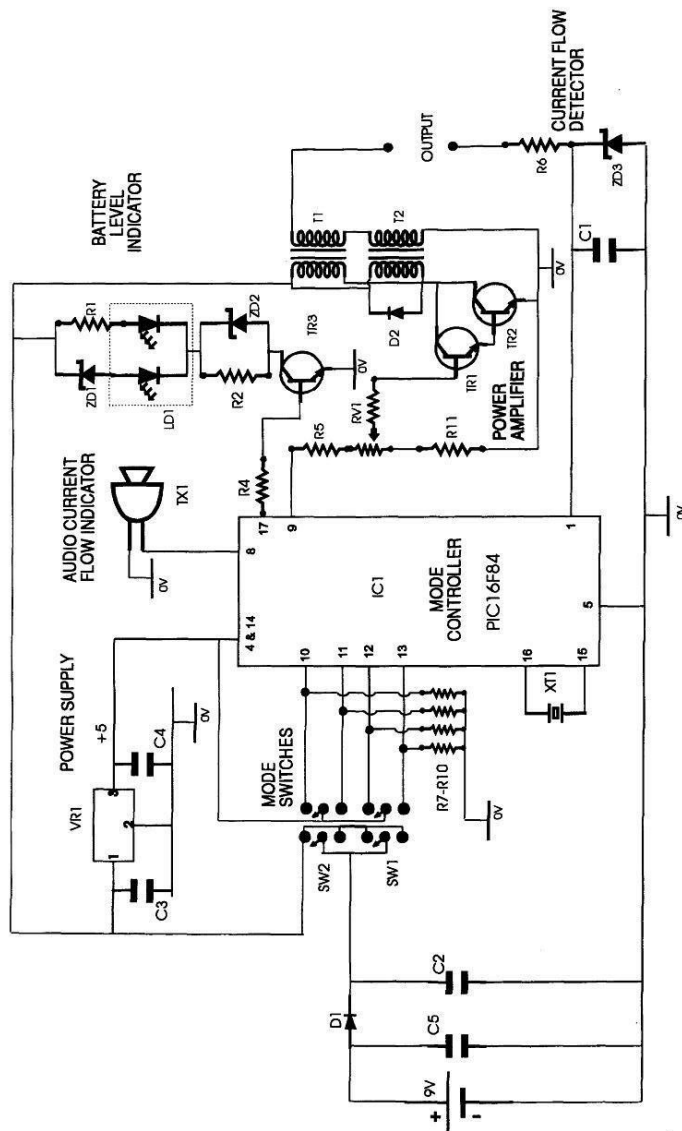 BATTERY
LEVEL
INDICATOR
R1
ZD1
LD1
R2
ZD2
TR3
T1
T2
D2
OUTPUT
CURRENT FLOW
DETECTOR
R6
ZD3
C1
0V
AUDIO CURRENT
FLOW INDICATOR
TX1
0V
R4
0V
R5
RV1
R11
TR1
TR2
POWER
AMPLIFIER
0V
POWER SUPPLY
+5
VR1
1
2
3
C3
C4
0V
4 & 14
8
17
9
IC1
MODE
CONTROLLER
PIC16F84
10
11
12
13
16
15
5
1
XT1
MODE
SWITCHES
SW2
SW1
R7-R10
0V
0V
D1
C2
C5
9V
+
-